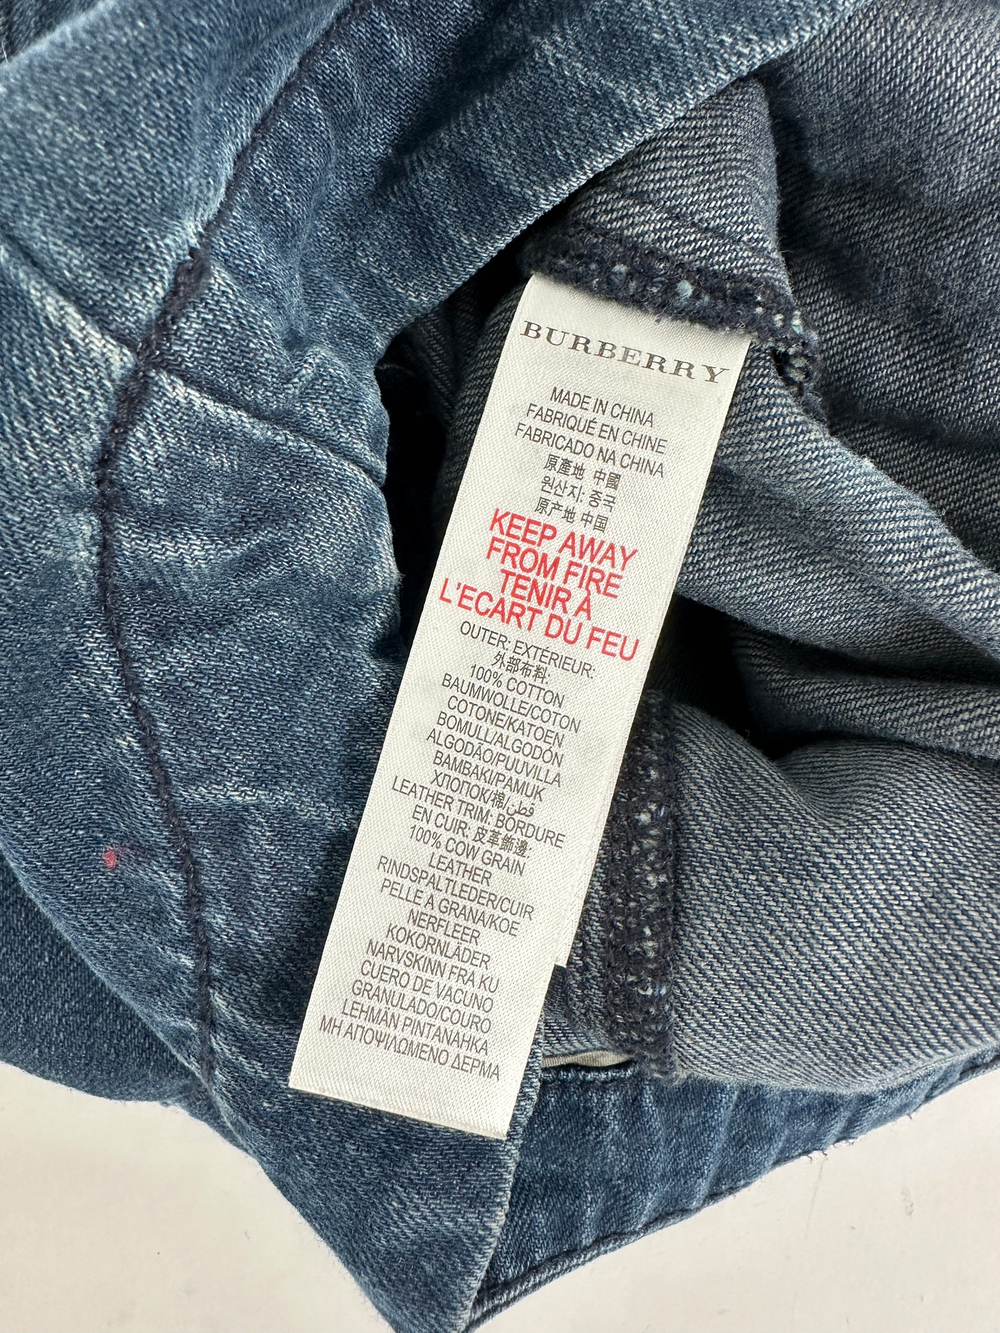 BURBERRY
MADE IN CHINA
FABRIQUÉ EN CHINE
FABRICADO NA CHINA
原產地 中國
원산지: 중국
原产地 中国
KEEP AWAY
FROM FIRE
TENIR À
L'ECART DU FEU
OUTER: EXTÉRIEUR:
外部布料:
100% COTTON
BAUMWOLLE/COTON
COTONE/KATOEN
BOMULL/ALGODÓN
ALGODÃO/PUUVILLA
BAMBAKI/PAMUK
ХЛОПОК/棉/قطن
LEATHER TRIM: BORDURE
EN CUIR: 皮革飾邊:
100% COW GRAIN
LEATHER
RINDSPALTLEDER/CUIR
PELLE A GRANA/KOE
NERFLEER
KOKORNLÄDER
NARVSKINN FRA KU
CUERO DE VACUNO
GRANULADO/COURO
LEHMÄN PINTANAHKA
ΜΗ ΑΠΟΨΙΛΩΜΕΝΟ ΔΕΡΜΑ